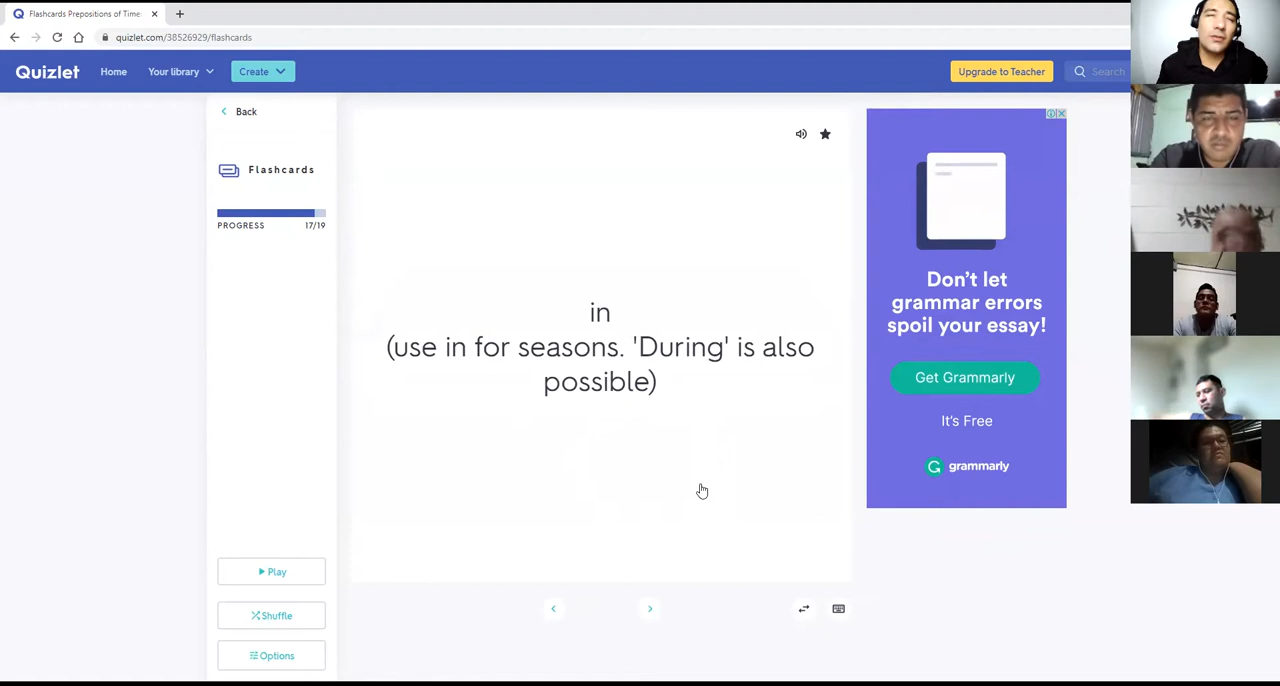 Flashcards Prepositions of Time
quizlet.com/38526929/flashcards
Quizlet
Home
Your library
Create
Upgrade to Teacher
Search
Back
Flashcards
PROGRESS
17/19
in
(use in for seasons. 'During' is also
possible)
Don't let
grammar errors
spoil your essay!
Get Grammarly
It's Free
grammarly
Play
Shuffle
Options